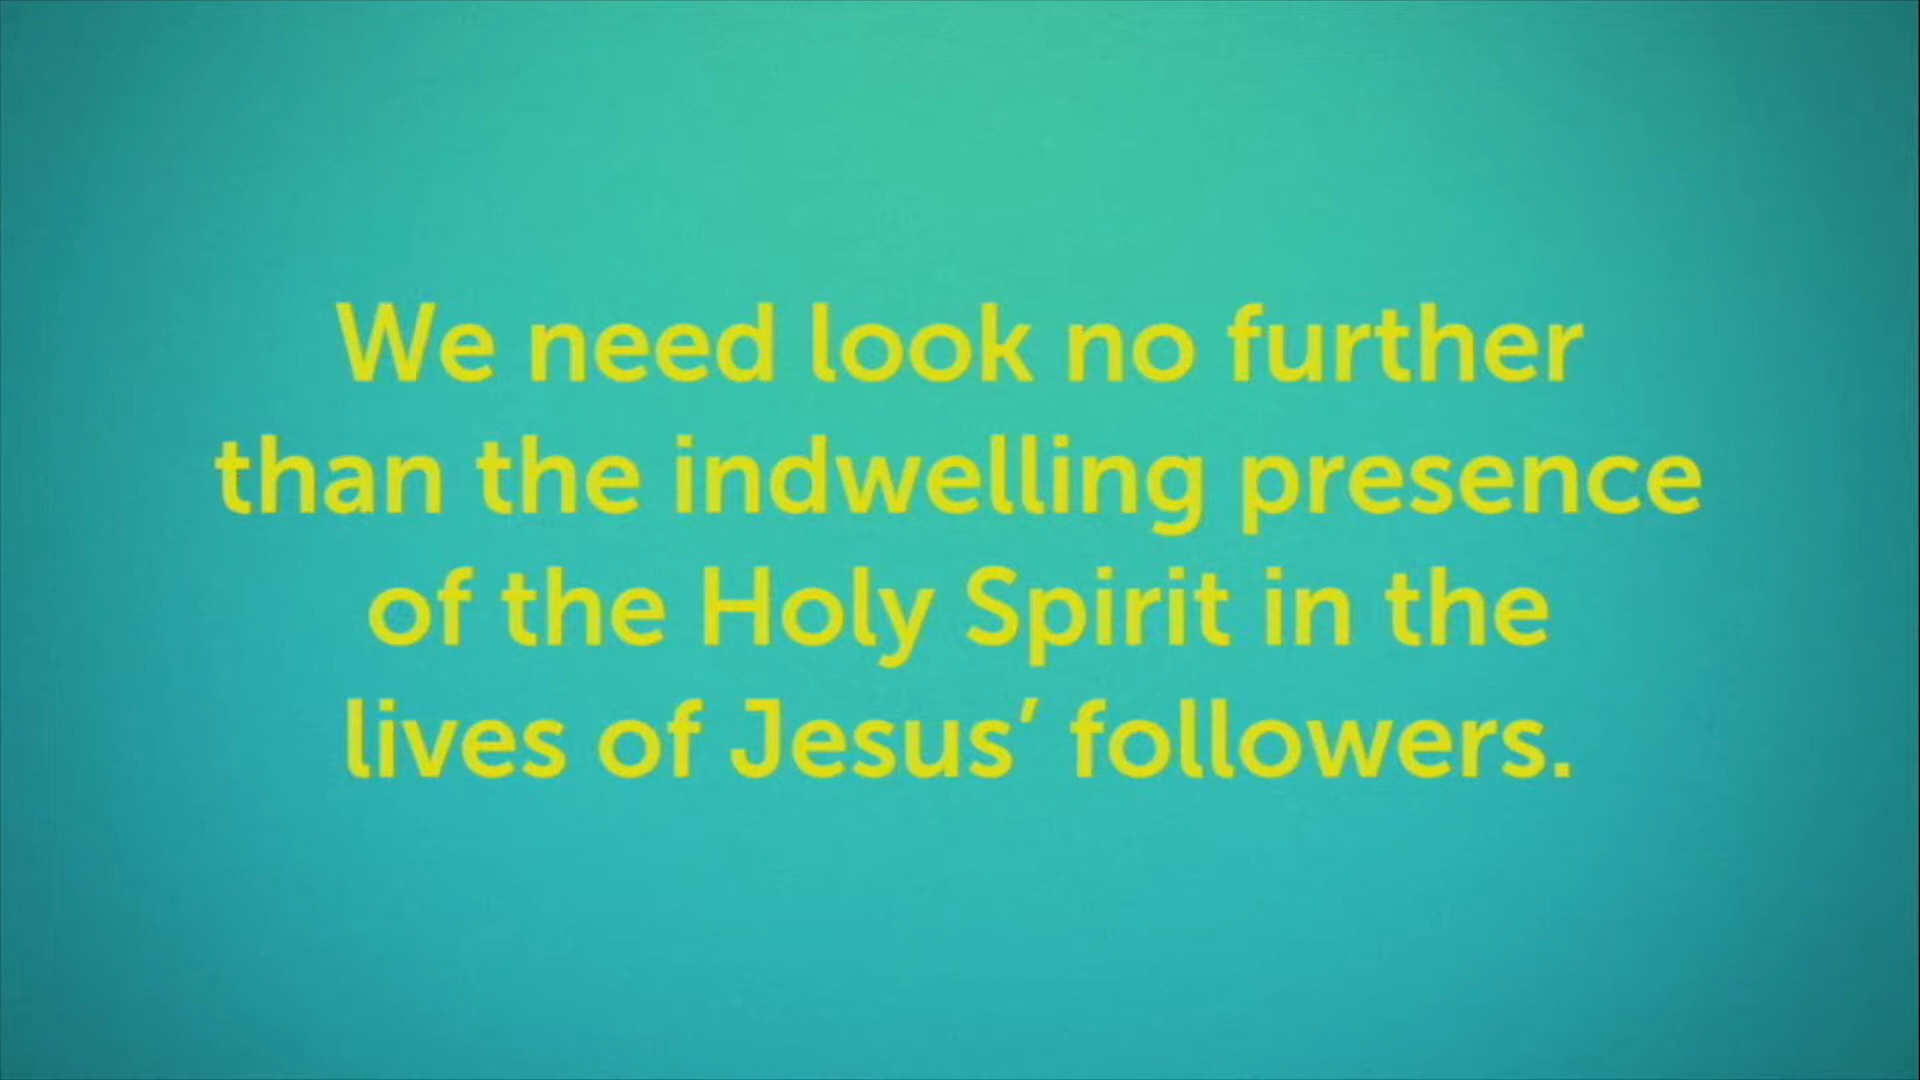 We need look no further
than the indwelling presence
of the Holy Spirit in the
lives of Jesus’ followers.